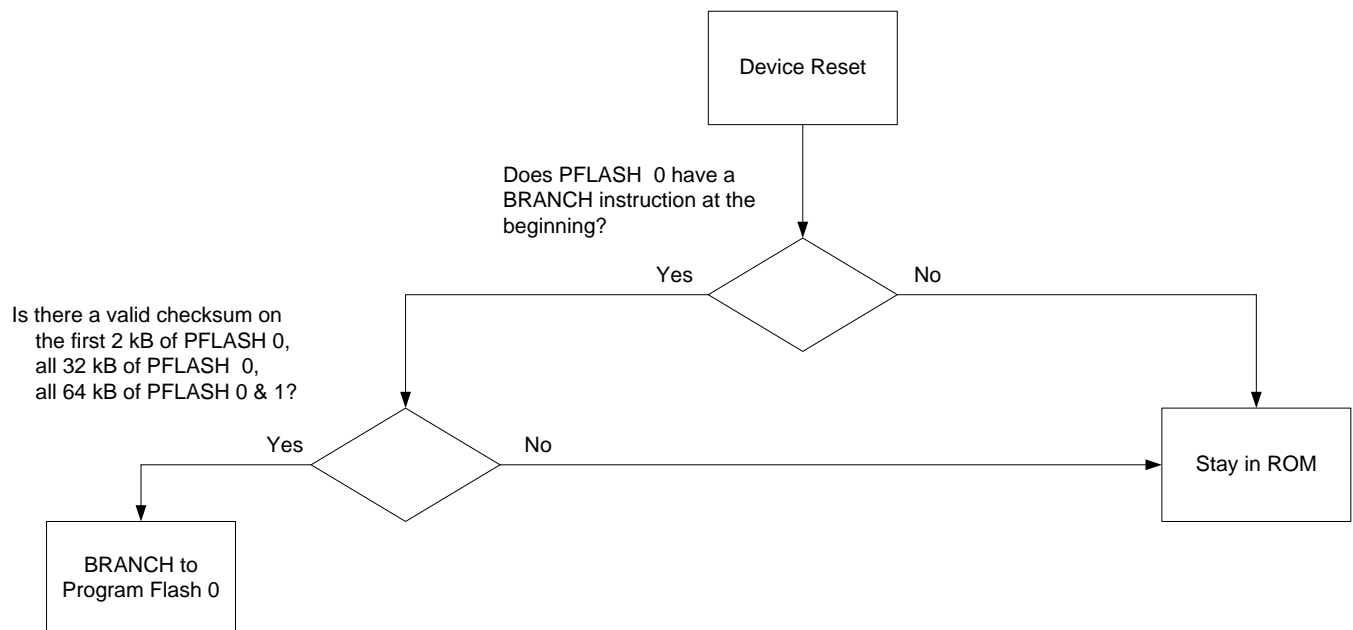 Device Reset
Does PFLASH 0 have a
BRANCH instruction at the
beginning?
Yes
No
Is there a valid checksum on
the first 2 kB of PFLASH 0,
all 32 kB of PFLASH 0,
all 64 kB of PFLASH 0 & 1?
Yes
No
Stay in ROM
BRANCH to
Program Flash 0